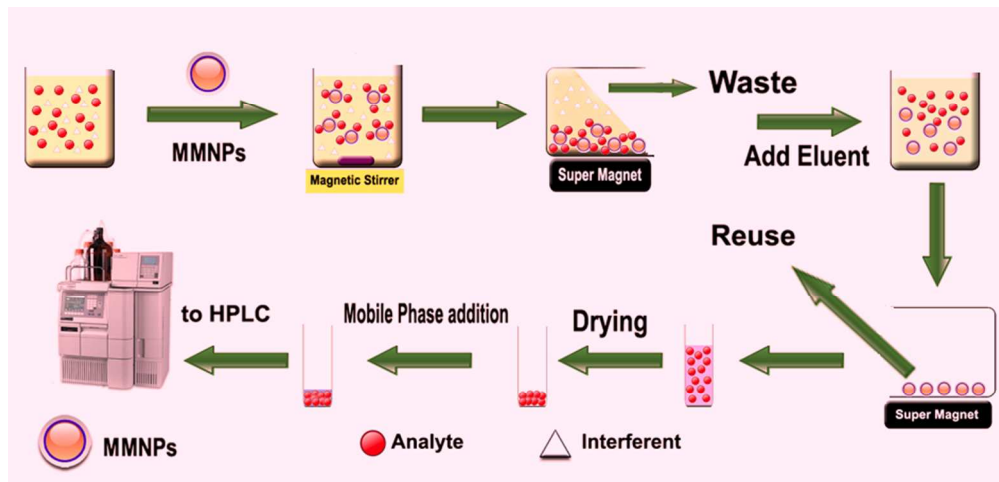 MMNPs
Magnetic Stirrer
Super Magnet
Waste
Add Eluent
Reuse
Super Magnet
Drying
Mobile Phase addition
to HPLC
MMNPs
Analyte
Interferent